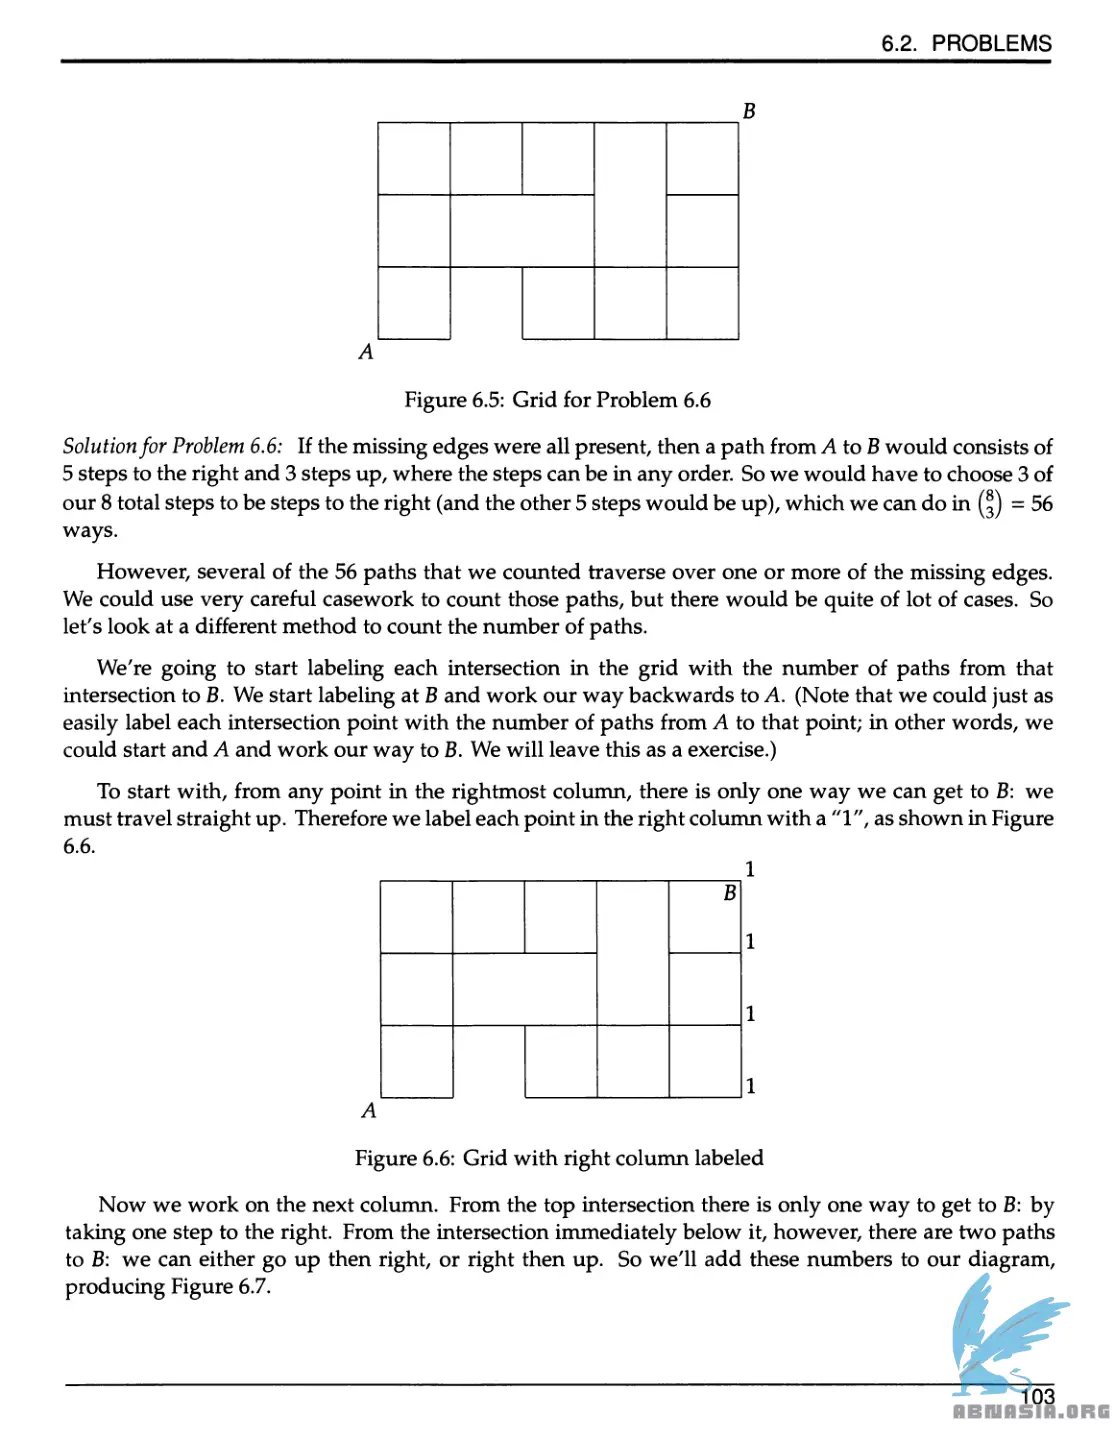 6.2. PROBLEMS
B
A
Figure 6.5: Grid for Problem 6.6
Solution for Problem 6.6: If the missing edges were all present, then a path from A to B would consists of
5 steps to the right and 3 steps up, where the steps can be in any order. So we would have to choose 3 of
our 8 total steps to be steps to the right (and the other 5 steps would be up), which we can do in (8 3) = 56
ways.
However, several of the 56 paths that we counted traverse over one or more of the missing edges.
We could use very careful casework to count those paths, but there would be quite of lot of cases. So
let's look at a different method to count the number of paths.
We're going to start labeling each intersection in the grid with the number of paths from that
intersection to B. We start labeling at B and work our way backwards to A. (Note that we could just as
easily label each intersection point with the number of paths from A to that point; in other words, we
could start and A and work our way to B. We will leave this as a exercise.)
To start with, from any point in the rightmost column, there is only one way we can get to B: we
must travel straight up. Therefore we label each point in the right column with a "1", as shown in Figure
6.6.
1
B
1
1
1
A
Figure 6.6: Grid with right column labeled
Now we work on the next column. From the top intersection there is only one way to get to B: by
taking one step to the right. From the intersection immediately below it, however, there are two paths
to B: we can either go up then right, or right then up. So we'll add these numbers to our diagram,
producing Figure 6.7.
103
ABNASIA.ORG